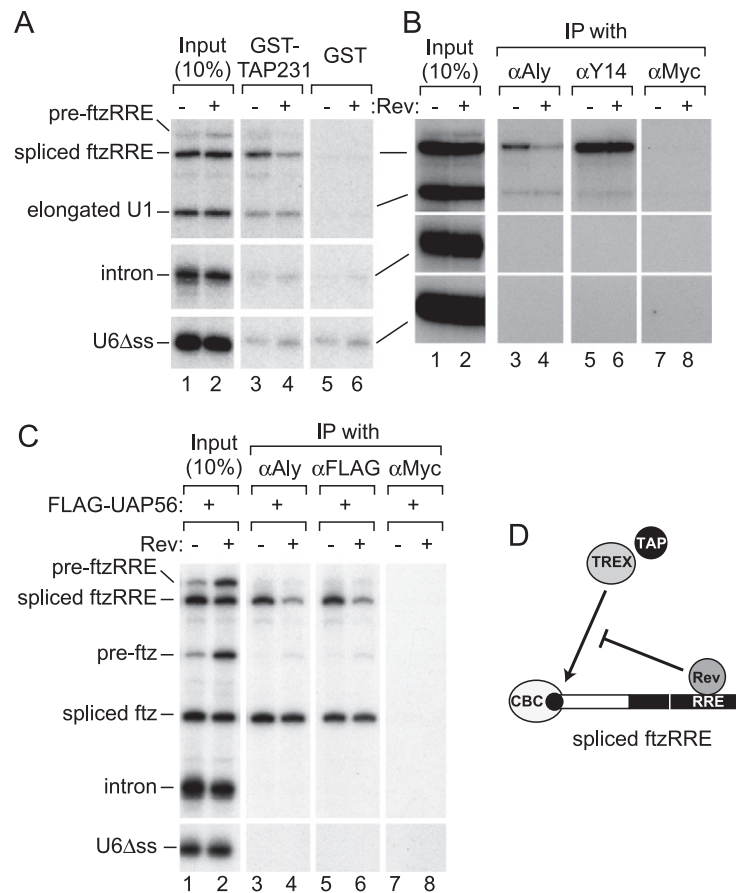 A
Input
(10%)
GST-
TAP231
GST
- + - + - + :Rev:
pre-ftzRRE
spliced ftzRRE
elongated U1
intron
U6Δss
1 2 3 4 5 6
B
IP with
Input
(10%)
αAly αY14 αMyc
- + - + - + - +
1 2 3 4 5 6 7 8
C
IP with
Input
(10%)
αAly αFLAG αMyc
FLAG-UAP56: + + + +
Rev: - + - + - + - +
pre-ftzRRE
spliced ftzRRE
pre-ftz
spliced ftz
intron
U6Δss
1 2 3 4 5 6 7 8
D
TAP
TREX
Rev
CBC
RRE
spliced ftzRRE